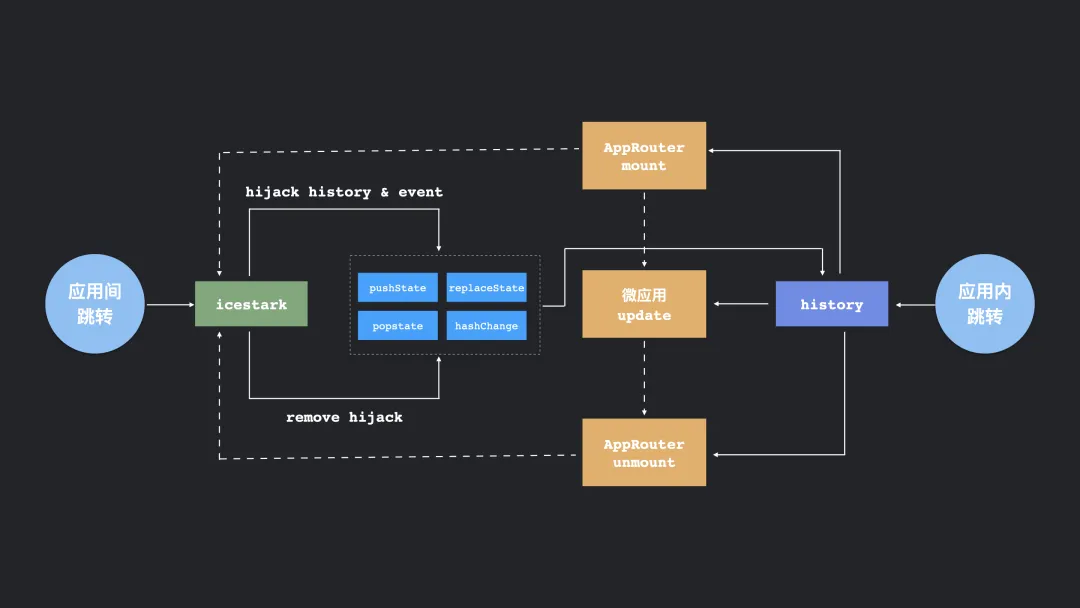 AppRouter
mount
hijack history & event
应用间
跳转
icestark
pushState
replaceState
popstate
hashChange
微应用
update
history
应用内
跳转
remove hijack
AppRouter
unmount